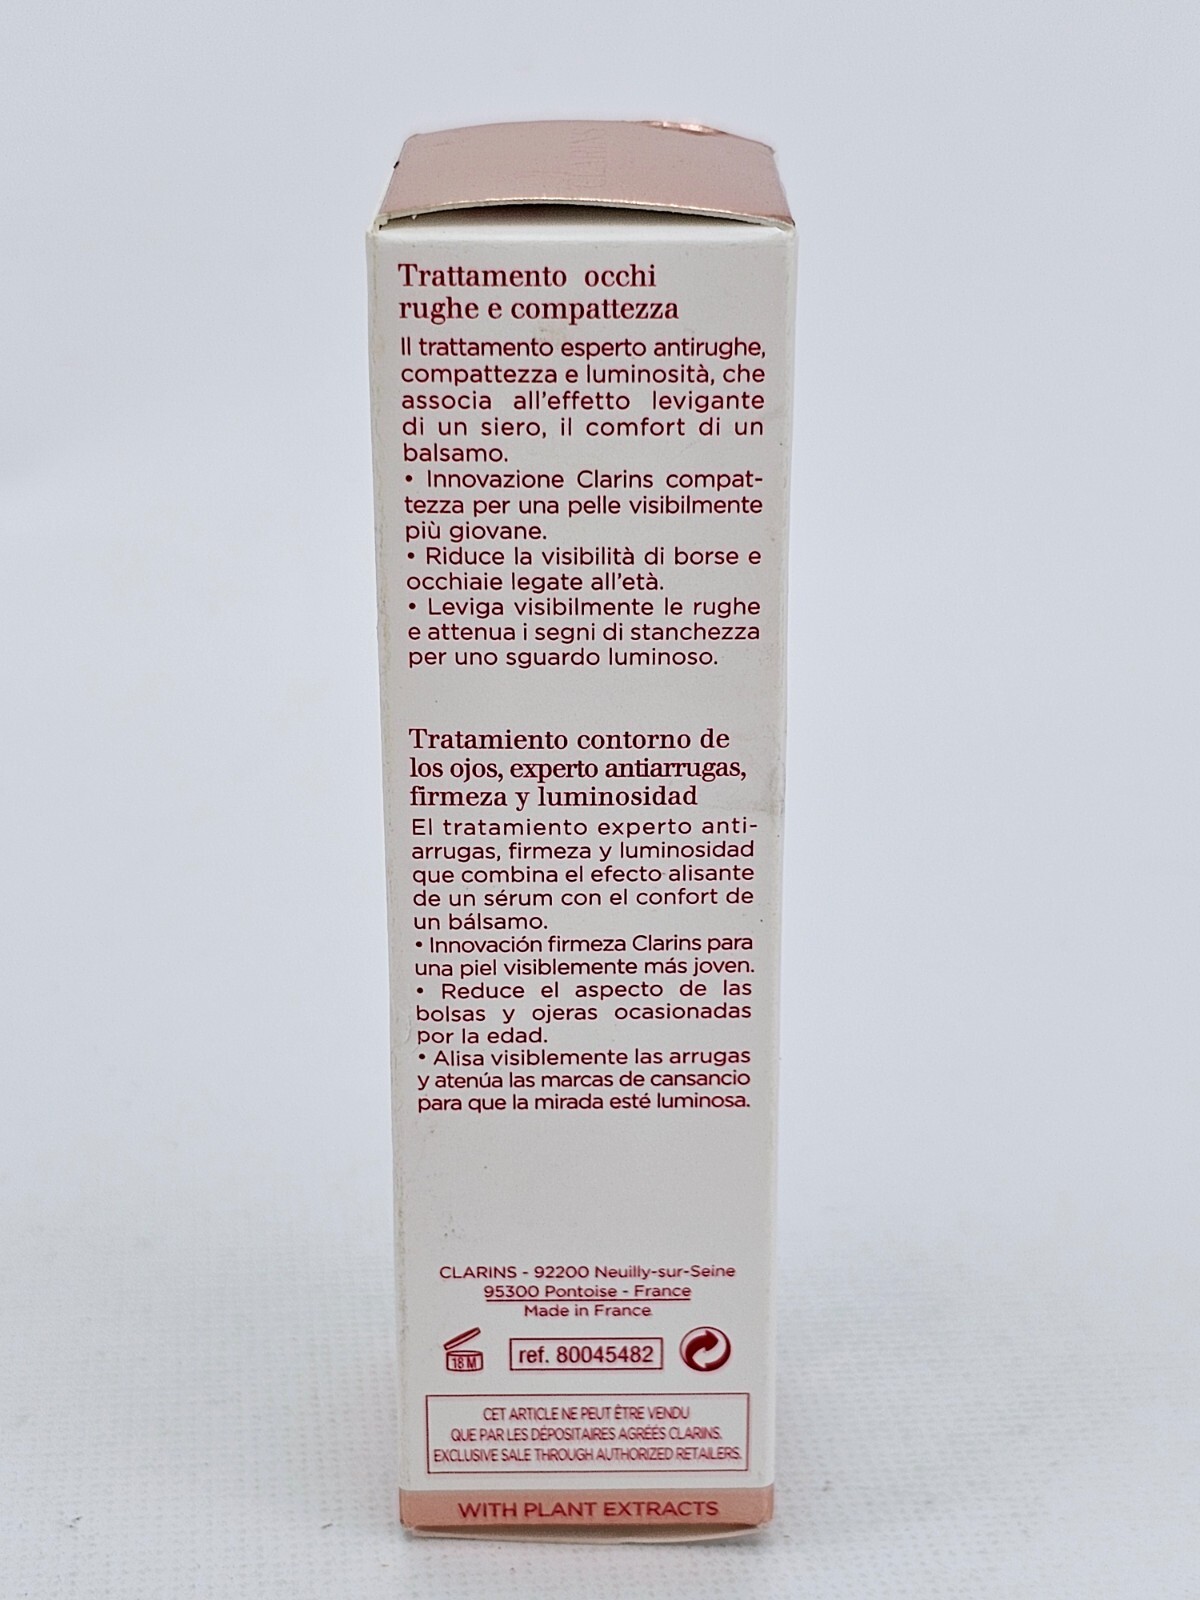 CLARINS
Trattamento occhi
rughe e compattezza
Il trattamento esperto antirughe,
compattezza e luminosità, che
associa all'effetto levigante
di un siero, il comfort di un
balsamo.
• Innovazione Clarins compat-
tezza per una pelle visibilmente
più giovane.
• Riduce la visibilità di borse e
occhiaie legate all'età.
• Leviga visibilmente le rughe
e attenua i segni di stanchezza
per uno sguardo luminoso.
Tratamiento contorno de
los ojos, experto antiarrugas,
firmeza y luminosidad
El tratamiento experto anti-
arrugas, firmeza y luminosidad
que combina el efecto alisante
de un sérum con el confort de
un bálsamo.
• Innovación firmeza Clarins para
una piel visiblemente más joven.
• Reduce el aspecto de las
bolsas y ojeras ocasionadas
por la edad.
• Alisa visiblemente las arrugas
y atenúa las marcas de cansancio
para que la mirada esté luminosa.
CLARINS - 92200 Neuilly-sur-Seine
95300 Pontoise - France
Made in France
18 M
ref. 80045482
CET ARTICLE NE PEUT ÊTRE VENDU
QUE PAR LES DÉPOSITAIRES AGRÉÉS CLARINS.
EXCLUSIVE SALE THROUGH AUTHORIZED RETAILERS.
WITH PLANT EXTRACTS